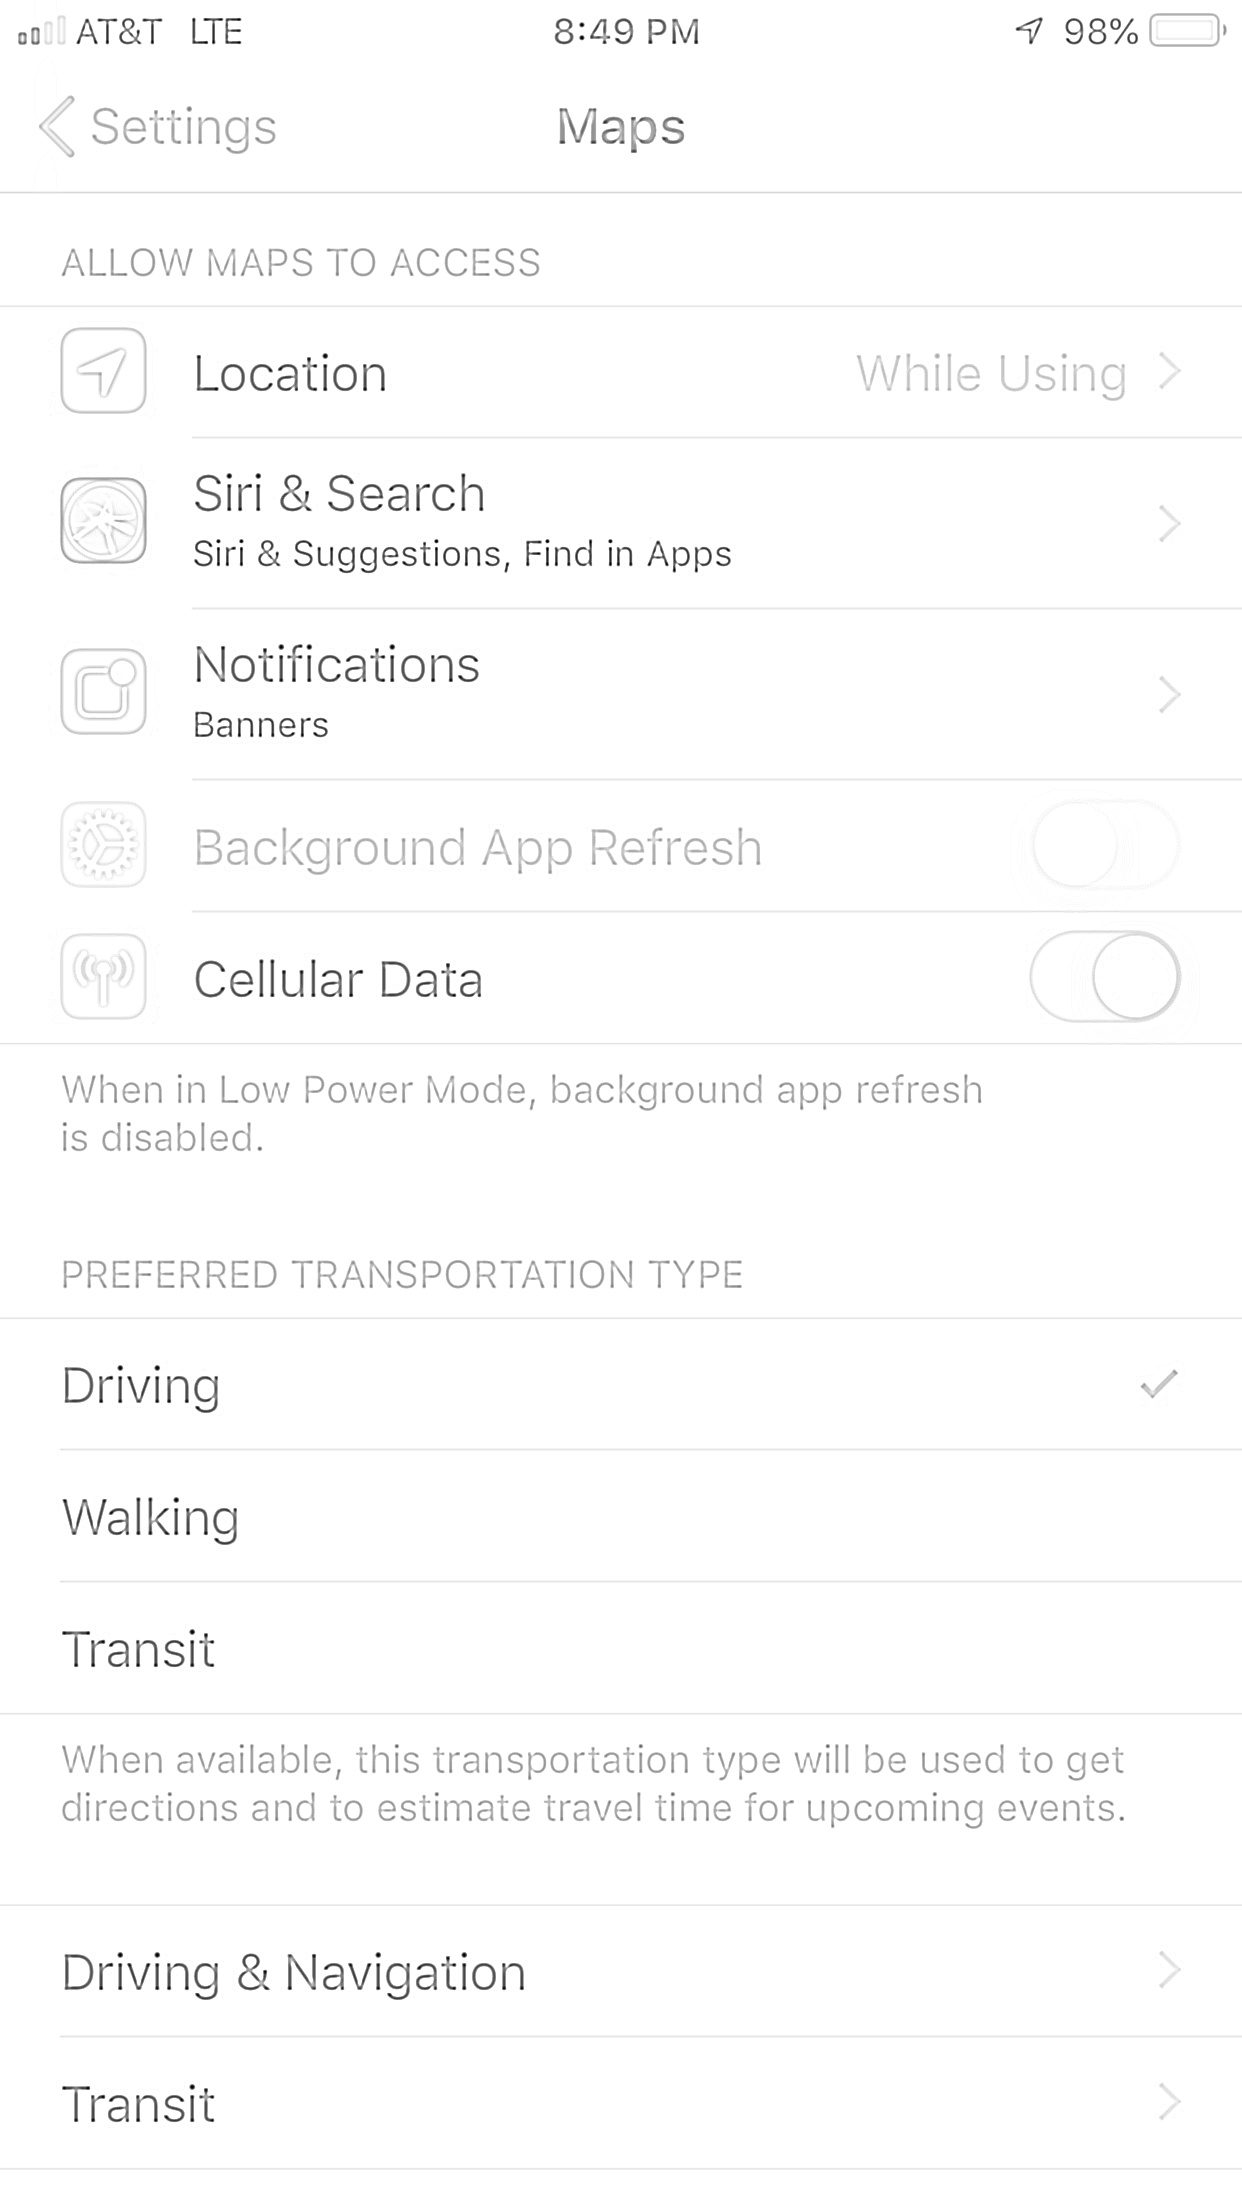 AT&T LTE 8:49 PM 98%
Settings Maps
ALLOW MAPS TO ACCESS
Location While Using
Siri & Search
Siri & Suggestions, Find in Apps
Notifications
Banners
Background App Refresh
Cellular Data
When in Low Power Mode, background app refresh
is disabled.
PREFERRED TRANSPORTATION TYPE
Driving
Walking
Transit
When available, this transportation type will be used to get
directions and to estimate travel time for upcoming events.
Driving & Navigation
Transit